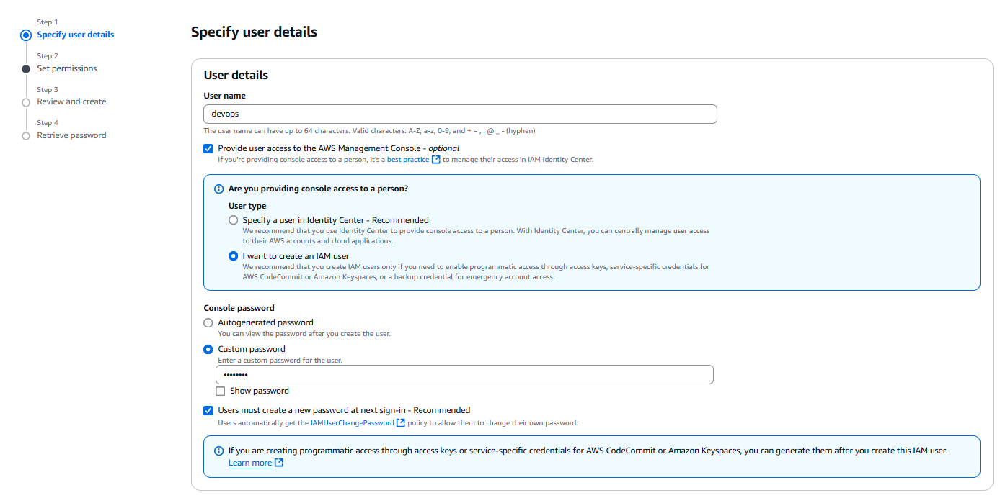 Step 1
Specify user details
Step 2
Set permissions
Step 3
Review and create
Step 4
Retrieve password
Specify user details
User details
User name
devops
The user name can have up to 64 characters. Valid characters: A-Z, a-z, 0-9, and + = , . @ _ - (hyphen)
Provide user access to the AWS Management Console - optional
If you're providing console access to a person, it's a best practice to manage their access in IAM Identity Center.
Are you providing console access to a person?
User type
Specify a user in Identity Center - Recommended
We recommend that you use Identity Center to provide console access to a person. With Identity Center, you can centrally manage user access
to their AWS accounts and cloud applications.
I want to create an IAM user
We recommend that you create IAM users only if you need to enable programmatic access through access keys, service-specific credentials for
AWS CodeCommit or Amazon Keyspaces, or a backup credential for emergency account access.
Console password
Autogenerated password
You can view the password after you create the user.
Custom password
Enter a custom password for the user.
••••••••
Show password
Users must create a new password at next sign-in - Recommended
Users automatically get the IAMUserChangePassword policy to allow them to change their own password.
If you are creating programmatic access through access keys or service-specific credentials for AWS CodeCommit or Amazon Keyspaces, you can generate them after you create this IAM user.
Learn more